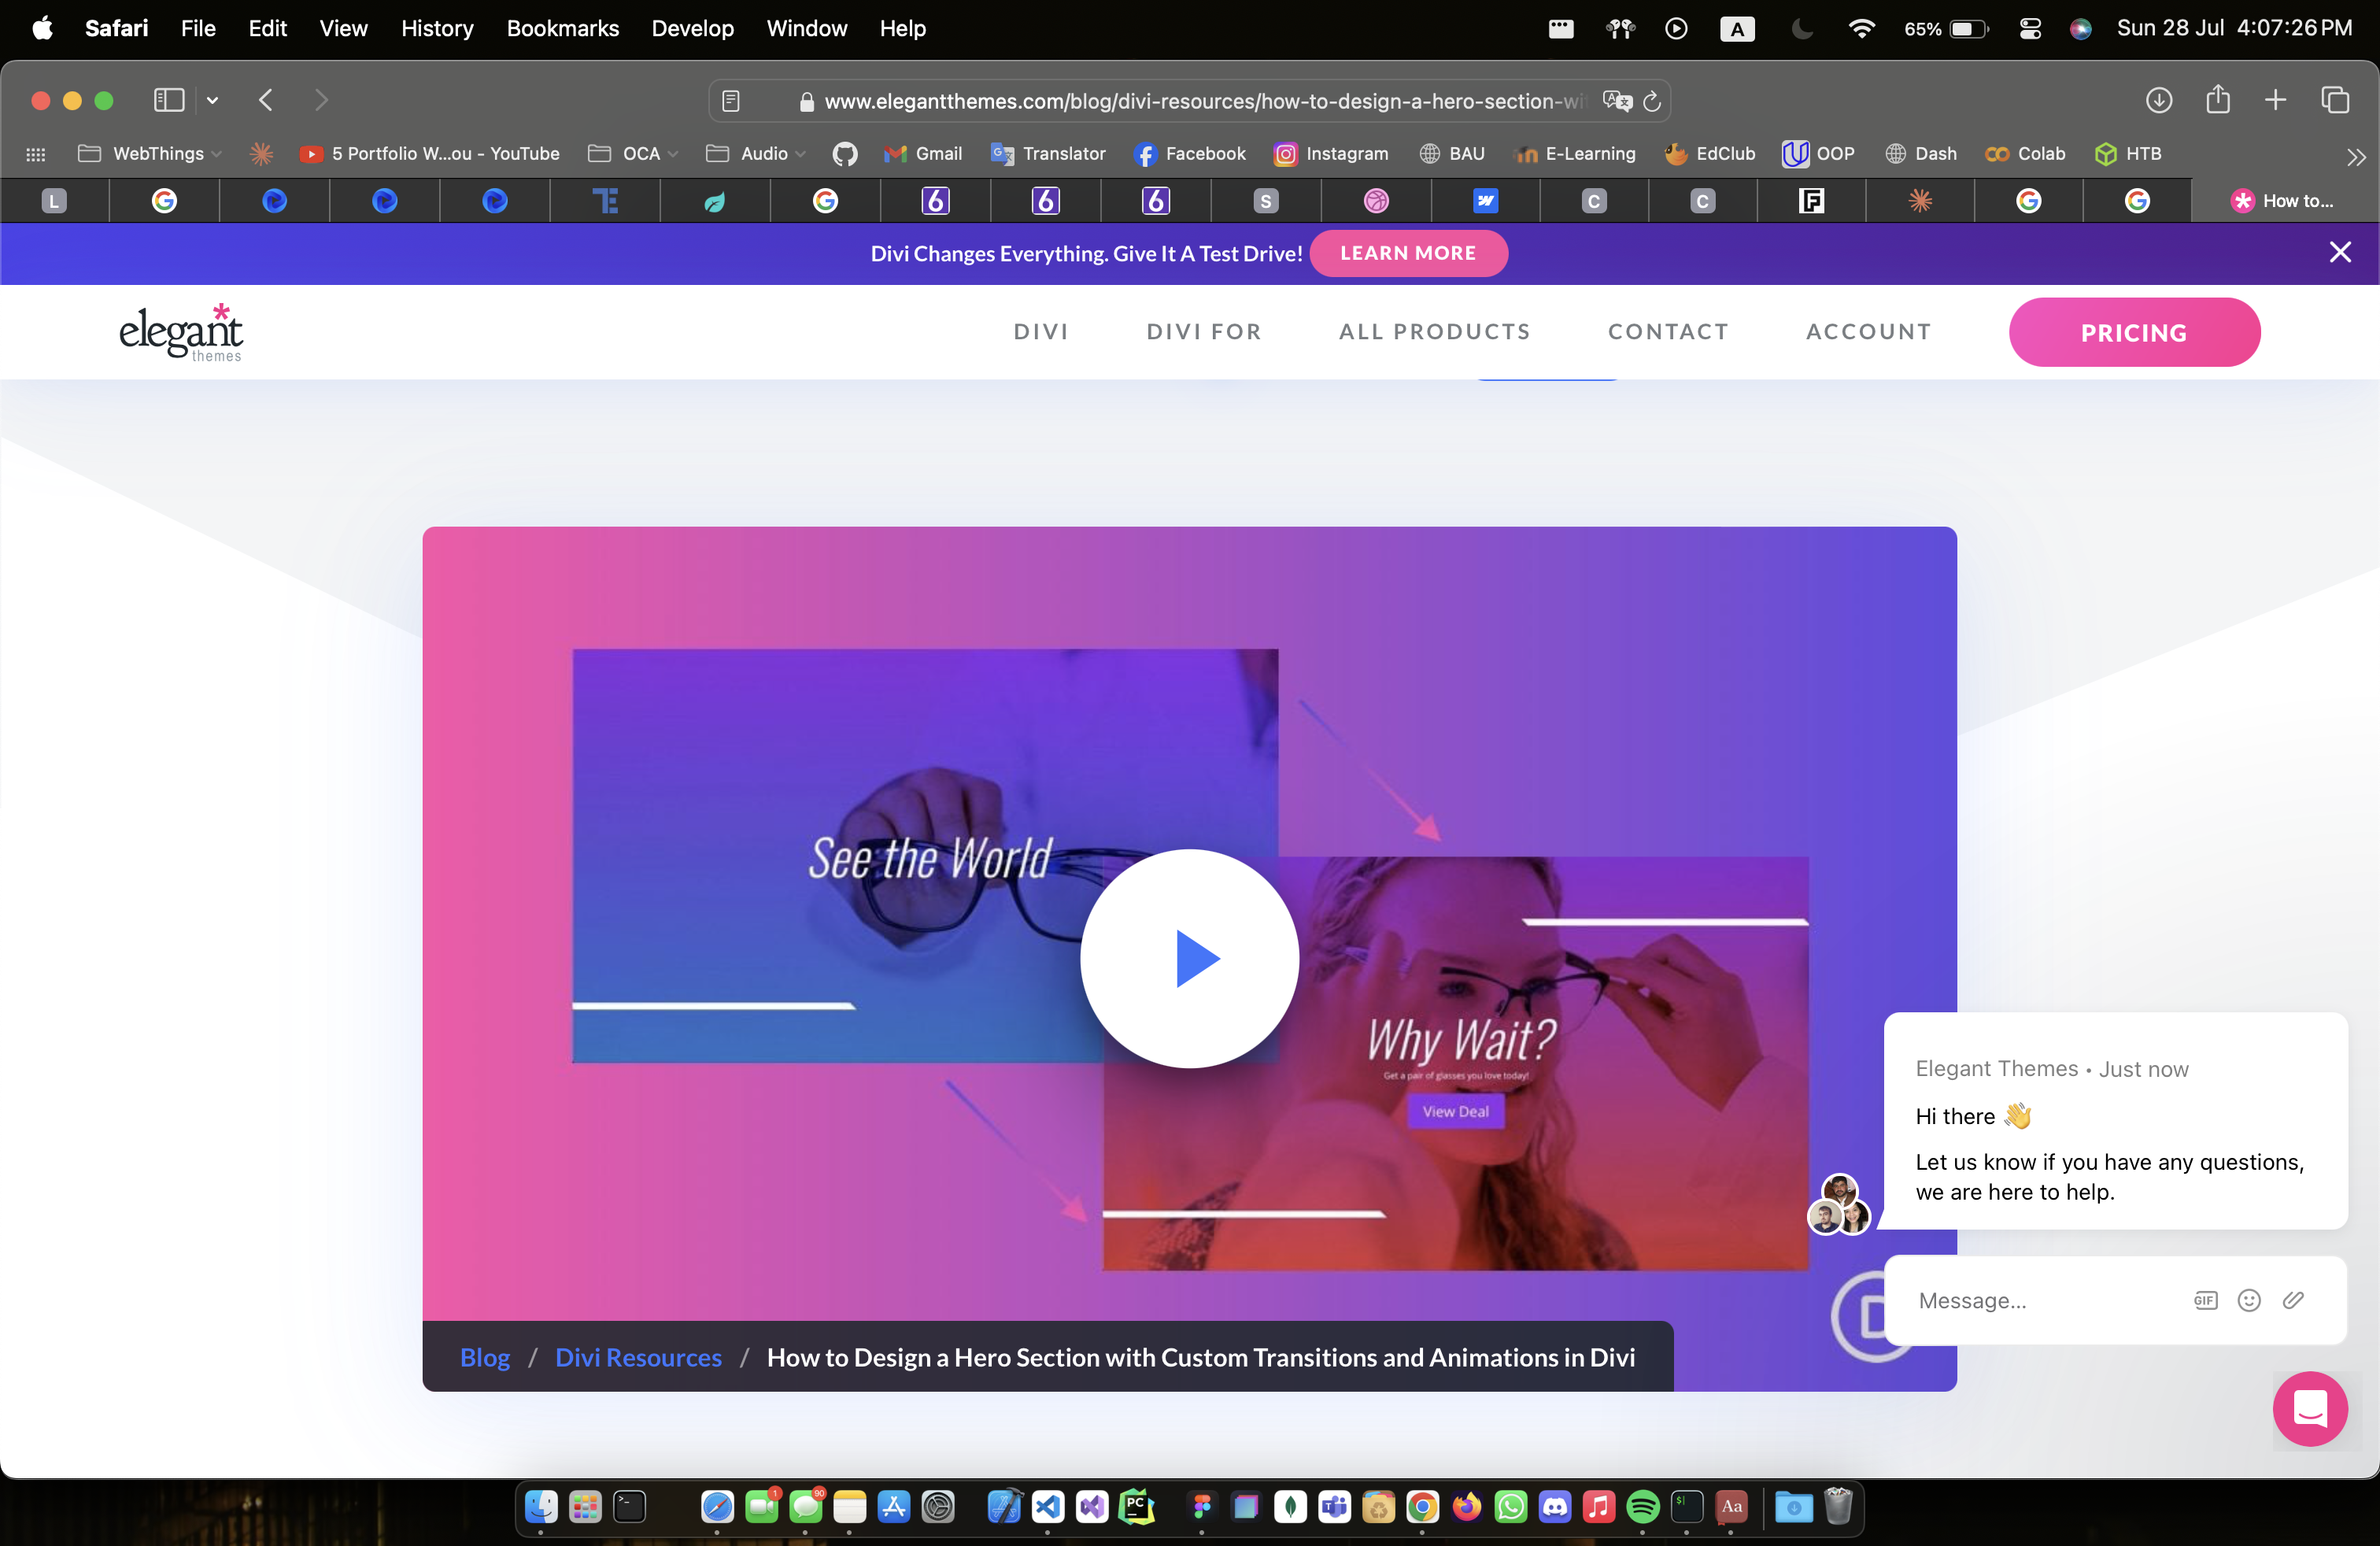 Safari File Edit View History Bookmarks Develop Window Help A 65% Sun 28 Jul 4:07:26 PM
www.elegantthemes.com/blog/divi-resources/how-to-design-a-hero-section-wi
WebThings 5 Portfolio W...ou - YouTube OCA Audio Gmail Translator Facebook Instagram BAU E-Learning EdClub OOP Dash Colab HTB
L 6 6 6 S C C How to...
Divi Changes Everything. Give It A Test Drive! LEARN MORE
elegant
themes
DIVI DIVI FOR ALL PRODUCTS CONTACT ACCOUNT PRICING
See the World
Why Wait?
Get a pair of glasses you love today!
View Deal
Elegant Themes • Just now
Hi there 👋
Let us know if you have any questions,
we are here to help.
Message... GIF
Blog / Divi Resources / How to Design a Hero Section with Custom Transitions and Animations in Divi
1 90 PC Aa